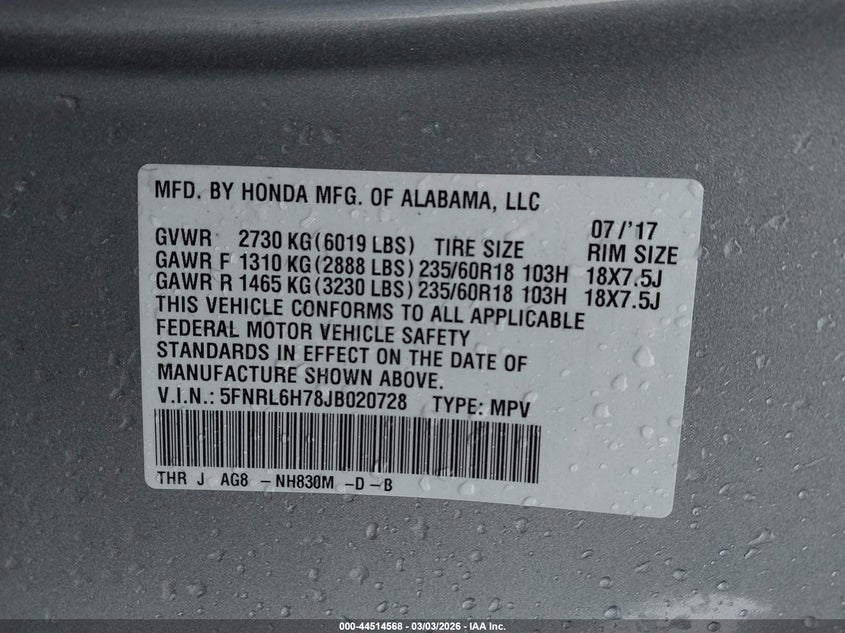 MFD. BY HONDA MFG. OF ALABAMA, LLC
07/'17
GVWR 2730 KG(6019 LBS) TIRE SIZE RIM SIZE
GAWR F 1310 KG(2888 LBS) 235/60R18 103H 18X7.5J
GAWR R 1465 KG(3230 LBS) 235/60R18 103H 18X7.5J
THIS VEHICLE CONFORMS TO ALL APPLICABLE
FEDERAL MOTOR VEHICLE SAFETY
STANDARDS IN EFFECT ON THE DATE OF
MANUFACTURE SHOWN ABOVE.
V.I.N.: 5FNRL6H78JB020728 TYPE: MPV
THR J AG8 -NH830M -D-B
000-44514568 - 03/03/2026 - IAA Inc.